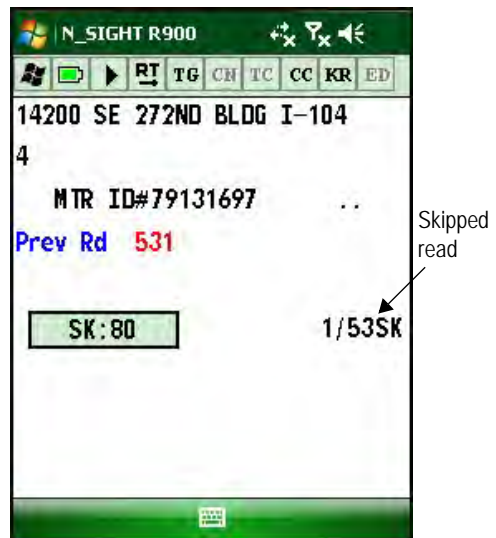 N_SIGHT R900
RT TG CH TC CC KR ED
14200 SE 272ND BLDG I-104
4
MTR ID#79131697 ..
Prev Rd 531
Skipped
read
SK:80 1/53SK